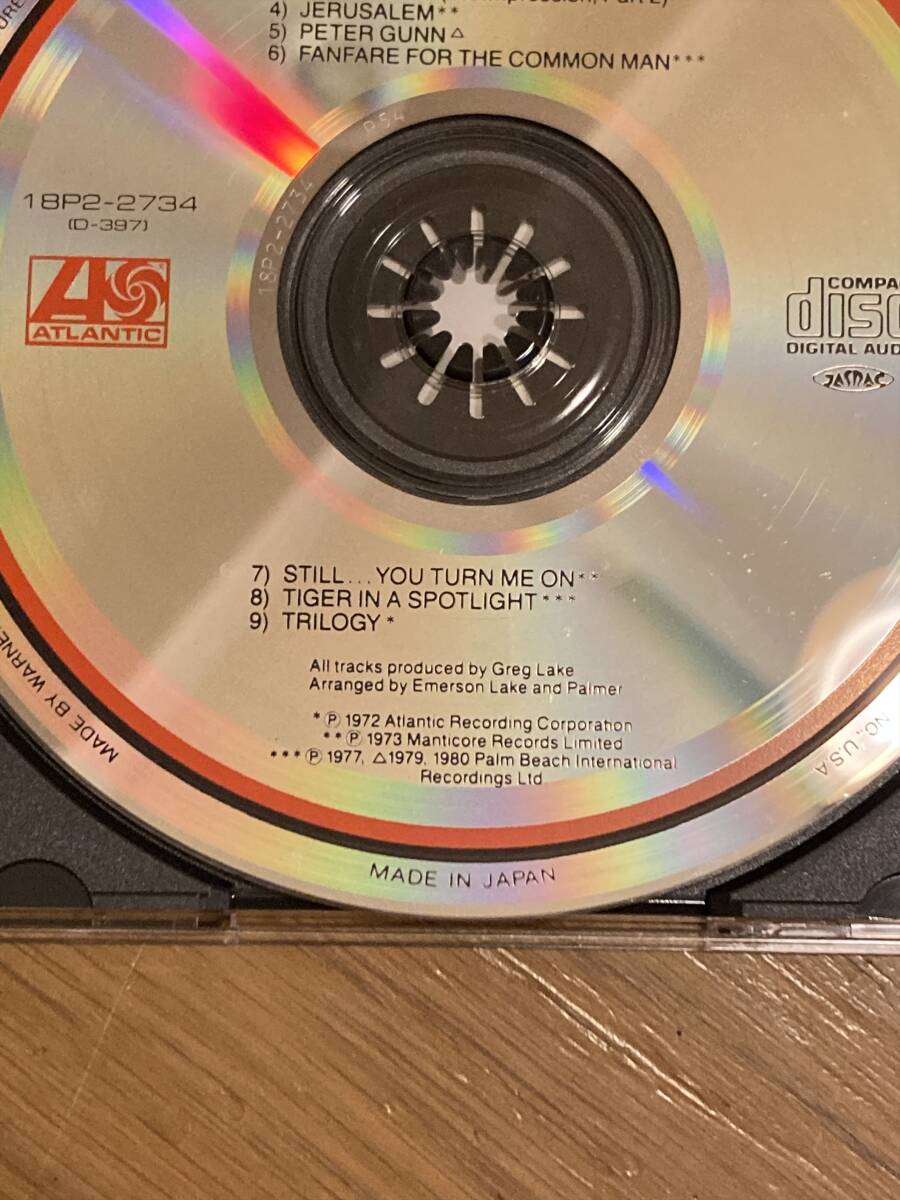 4) JERUSALEM**
5) PETER GUNN△
6) FANFARE FOR THE COMMON MAN***
P54
18P2-2734
18P2-2734
(D-397)
ATLANTIC
disc
DIGITAL
JASRAC
7) STILL...YOU TURN ME ON**
8) TIGER IN A SPOTLIGHT***
9) TRILOGY*
All tracks produced by Greg Lake
Arranged by Emerson Lake and Palmer
*Ⓟ 1972 Atlantic Recording Corporation
**Ⓟ 1973 Manticore Records Limited
***Ⓟ 1977, △1979, 1980 Palm Beach International
Recordings Ltd
MADE BY
U.S.A
MADE IN JAPAN